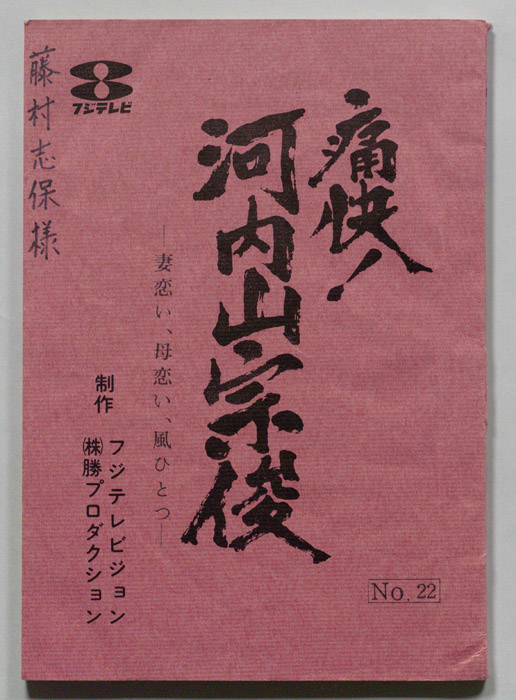 痛快!
河内山宗俊
―妻恋い、母恋い、風ひとつ―
制作
フジテレビジョン
㈱勝プロダクション
フジテレビ
藤村志保様
No. 22